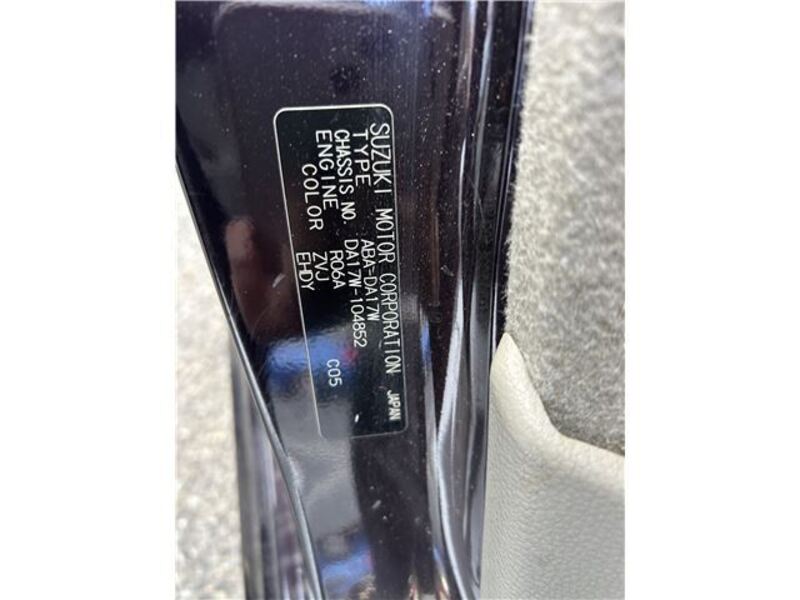 SUZUKI MOTOR CORPORATION JAPAN
TYPE ABA-DA17W
CHASSIS NO. DA17W-104852
ENGINE R06A
COLOR ZVJ C05
EHDY